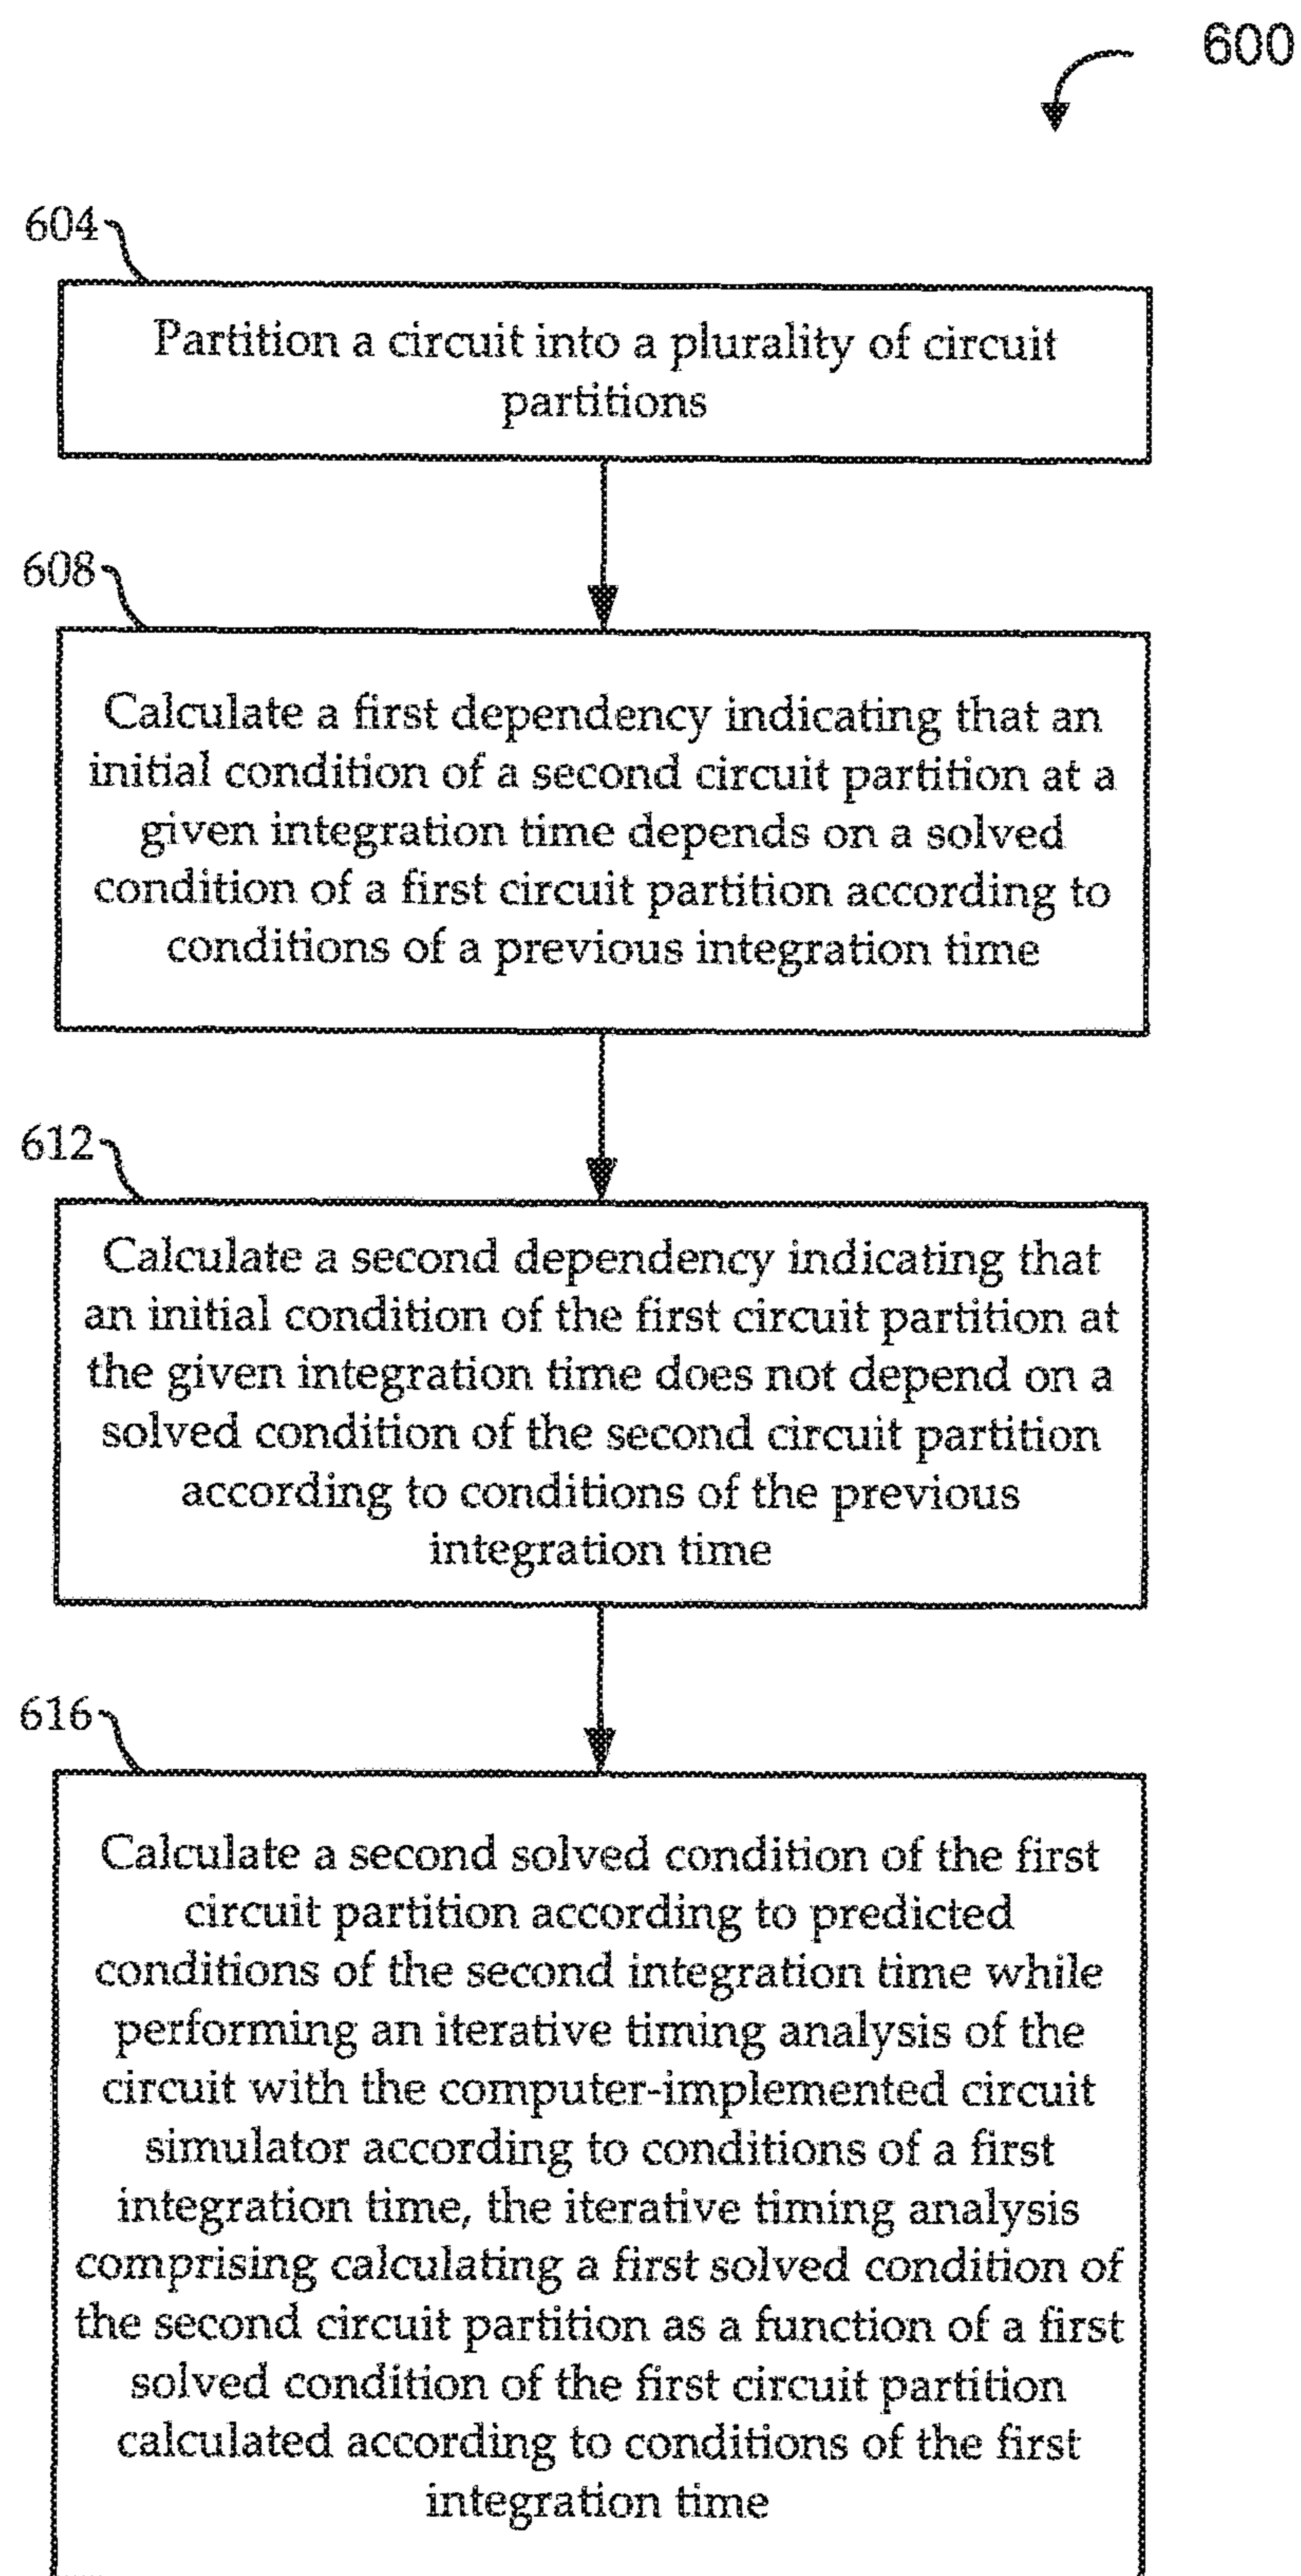 600
604
Partition a circuit into a plurality of circuit
partitions
608
Calculate a first dependency indicating that an
initial condition of a second circuit partition at a
given integration time depends on a solved
condition of a first circuit partition according to
conditions of a previous integration time
612
Calculate a second dependency indicating that
an initial condition of the first circuit partition at
the given integration time does not depend on a
solved condition of the second circuit partition
according to conditions of the previous
integration time
616
Calculate a second solved condition of the first
circuit partition according to predicted
conditions of the second integration time while
performing an iterative timing analysis of the
circuit with the computer-implemented circuit
simulator according to conditions of a first
integration time, the iterative timing analysis
comprising calculating a first solved condition of
the second circuit partition as a function of a first
solved condition of the first circuit partition
calculated according to conditions of the first
integration time